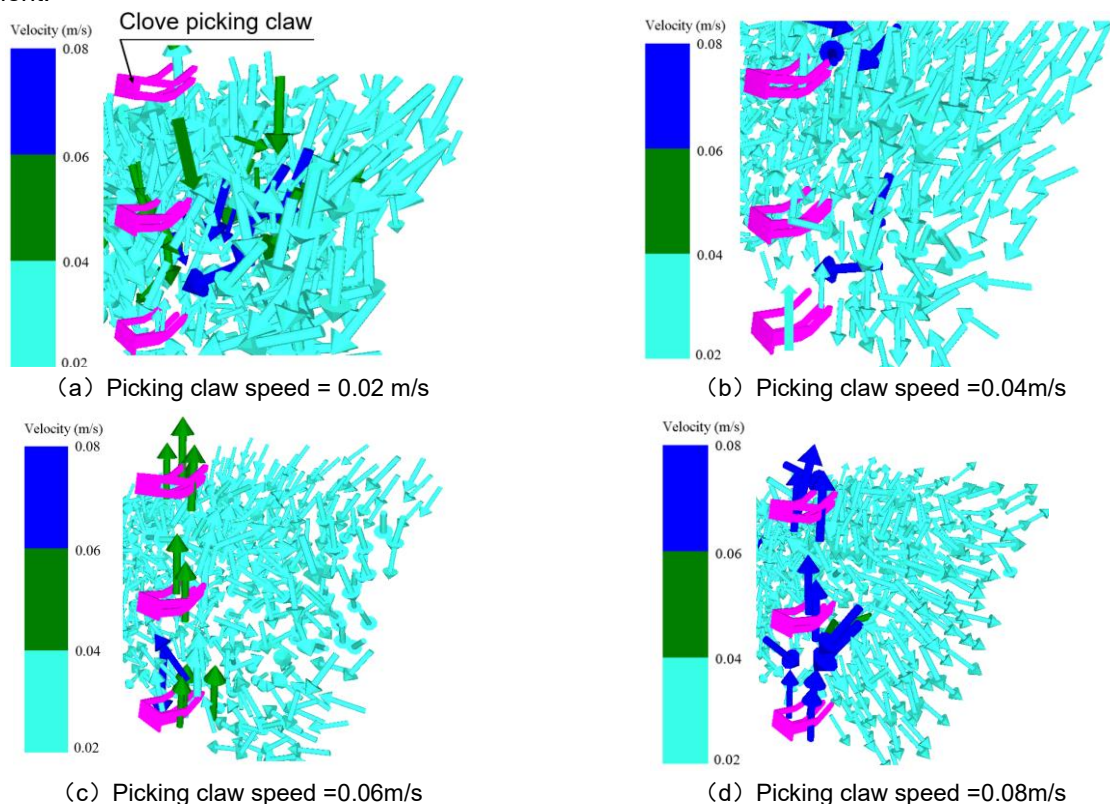 Velocity (m/s)
Clove picking claw
0.08
0.06
0.04
0.02
(a) Picking claw speed = 0.02 m/s
Velocity (m/s)
0.08
0.06
0.04
0.02
(b) Picking claw speed =0.04m/s
Velocity (m/s)
0.08
0.06
0.04
0.02
(c) Picking claw speed =0.06m/s
Velocity (m/s)
0.08
0.06
0.04
0.02
(d) Picking claw speed =0.08m/s